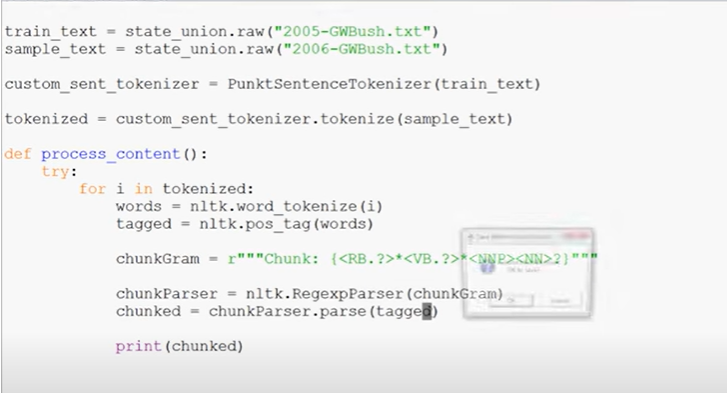 train_text = state_union.raw("2005-GWBush.txt")
sample_text = state_union.raw("2006-GWBush.txt")
custom_sent_tokenizer = PunktSentenceTokenizer(train_text)
tokenized = custom_sent_tokenizer.tokenize(sample_text)
def process_content():
try:
for i in tokenized:
words = nltk.word_tokenize(i)
tagged = nltk.pos_tag(words)
chunkGram = r"""Chunk: {<RB.?>*<VB.?>*<NNP><NN>?}"""
chunkParser = nltk.RegexpParser(chunkGram)
chunked = chunkParser.parse(tagged)
print(chunked)